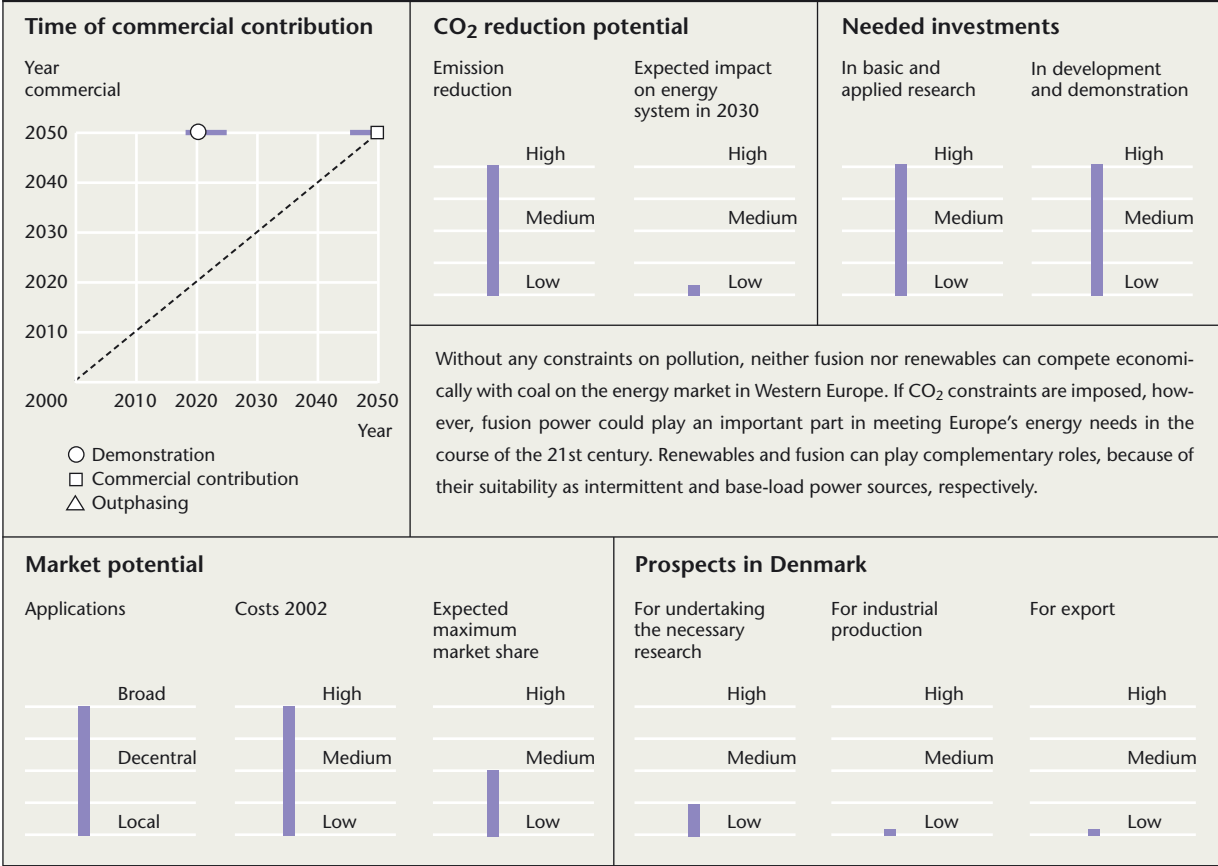 Time of commercial contribution
Year
commercial
2050
2040
2030
2020
2010
2000 2010 2020 2030 2040 2050
Year
Demonstration
Commercial contribution
Outphasing
CO2 reduction potential
Emission
reduction
High
Medium
Low
Expected impact
on energy
system in 2030
High
Medium
Low
Needed investments
In basic and
applied research
High
Medium
Low
In development
and demonstration
High
Medium
Low
Without any constraints on pollution, neither fusion nor renewables can compete economi-
cally with coal on the energy market in Western Europe. If CO2 constraints are imposed, how-
ever, fusion power could play an important part in meeting Europe’s energy needs in the
course of the 21st century. Renewables and fusion can play complementary roles, because of
their suitability as intermittent and base-load power sources, respectively.
Market potential
Applications
Broad
Decentral
Local
Costs 2002
High
Medium
Low
Expected
maximum
market share
High
Medium
Low
Prospects in Denmark
For undertaking
the necessary
research
High
Medium
Low
For industrial
production
High
Medium
Low
For export
High
Medium
Low